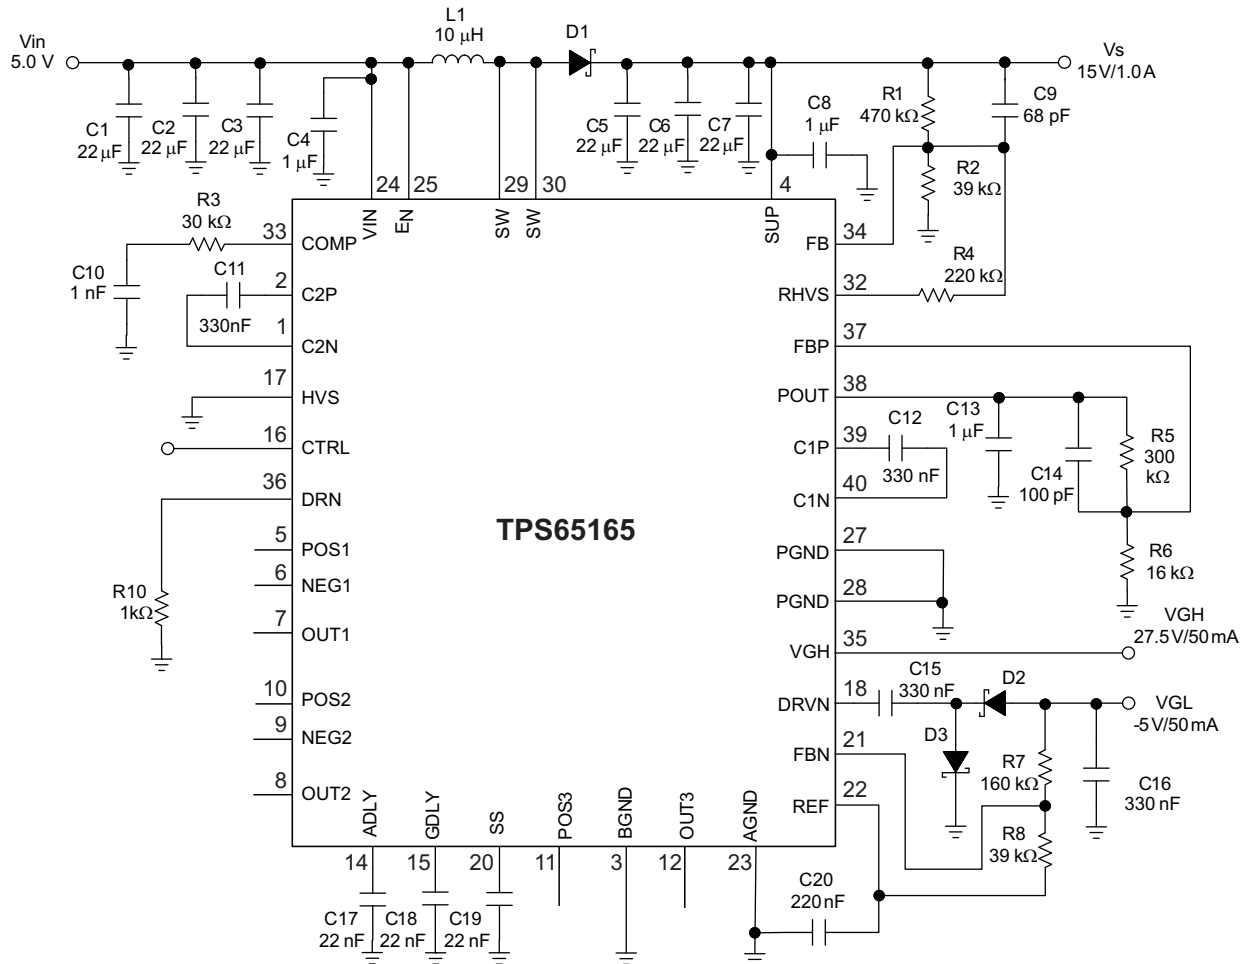 L1
10 µH
D1
Vin
5.0 V
Vs
15V/1.0A
C1
22 µF
C2
22 µF
C3
22 µF
C4
1 µF
C5
22 µF
C6
22 µF
C7
22 µF
C8
1 µF
R1
470 kΩ
C9
68 pF
R2
39 kΩ
24
25
29
30
4
VIN
EN
SW
SW
SUP
R3
30 kΩ
33
COMP
C10
1 nF
C11
330nF
2
C2P
1
C2N
17
HVS
16
CTRL
36
DRN
R10
1kΩ
5
POS1
6
NEG1
7
OUT1
10
POS2
9
NEG2
8
OUT2
TPS65165
34
FB
R4
220 kΩ
32
RHVS
37
FBP
38
POUT
39
C1P
C12
330 nF
40
C1N
C13
1 µF
C14
100 pF
R5
300
kΩ
R6
16 kΩ
27
PGND
28
PGND
35
VGH
VGH
27.5 V/50 mA
18
DRVN
C15
330 nF
D2
D3
VGL
-5 V/50 mA
21
FBN
22
REF
R7
160 kΩ
C16
330 nF
R8
39 kΩ
C20
220 nF
ADLY
GDLY
SS
POS3
BGND
OUT3
AGND
14
15
20
11
3
12
23
C17
22 nF
C18
22 nF
C19
22 nF